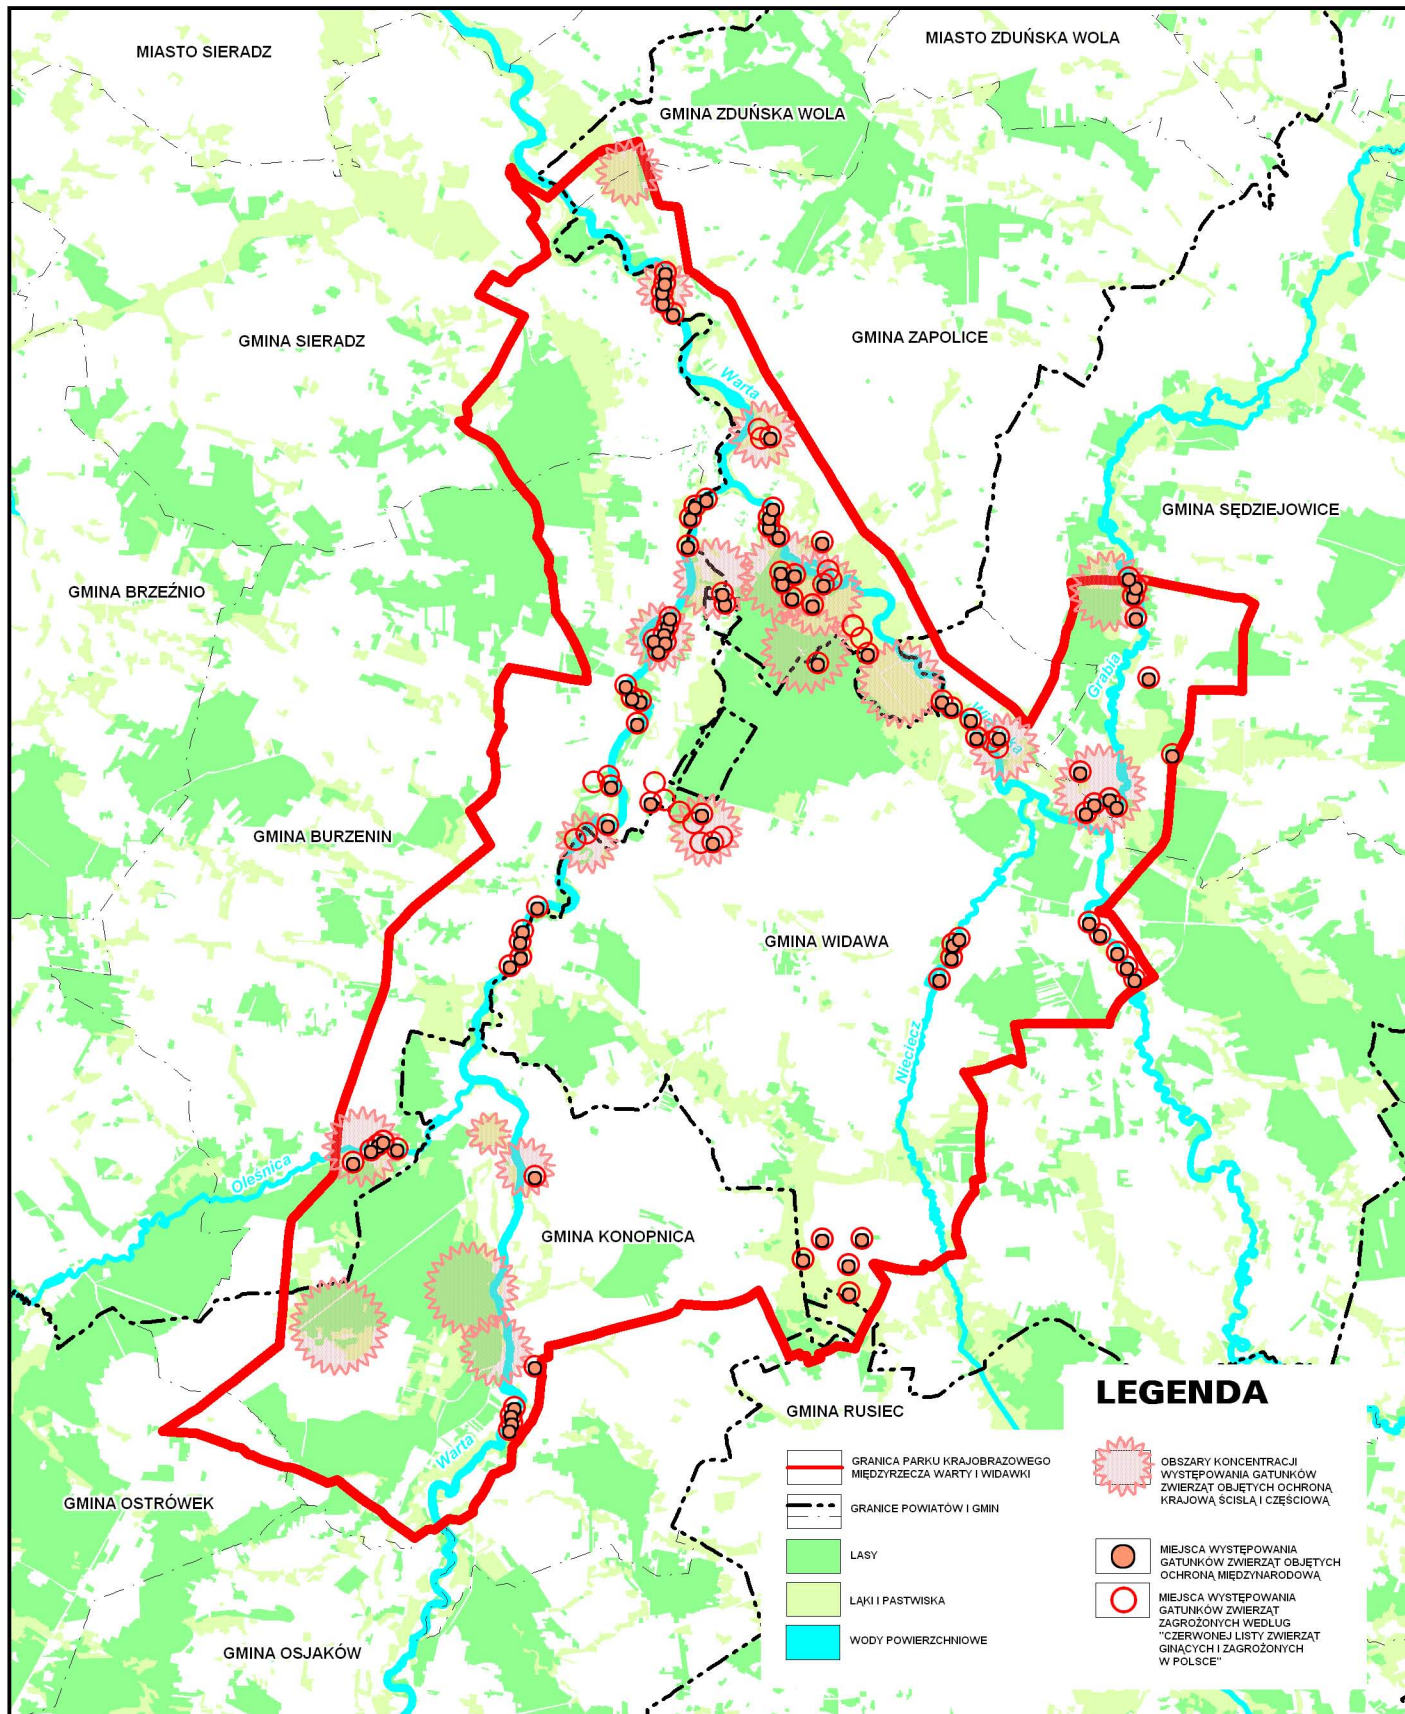 MIASTO SIERADZ
MIASTO ZDUŃSKA WOLA
GMINA ZDUŃSKA WOLA
GMINA SIERADZ
GMINA ZAPOLICE
Warta
GMINA SĘDZIEJOWICE
GMINA BRZEŹNIO
Grabia
GMINA BURZENIN
GMINA WIDAWA
Nieciecz
Oleśnica
GMINA KONOPNICA
GMINA RUSIEC
Warta
GMINA OSTRÓWEK
GMINA OSJAKÓW
LEGENDA
GRANICA PARKU KRAJOBRAZOWEGO
MIĘDZYRZECZA WARTY I WIDAWKI
GRANICE POWIATÓW I GMIN
LASY
ŁĄKI I PASTWISKA
WODY POWIERZCHNIOWE
OBSZARY KONCENTRACJI
WYSTĘPOWANIA GATUNKÓW
ZWIERZĄT OBJĘTYCH OCHRONĄ
KRAJOWĄ ŚCISŁĄ I CZĘŚCIOWĄ
MIEJSCA WYSTĘPOWANIA
GATUNKÓW ZWIERZĄT OBJĘTYCH
OCHRONĄ MIĘDZYNARODOWĄ
MIEJSCA WYSTĘPOWANIA
GATUNKÓW ZWIERZĄT
ZAGROŻONYCH WEDŁUG
"CZERWONEJ LISTY ZWIERZĄT
GINĄCYCH I ZAGROŻONYCH
W POLSCE"